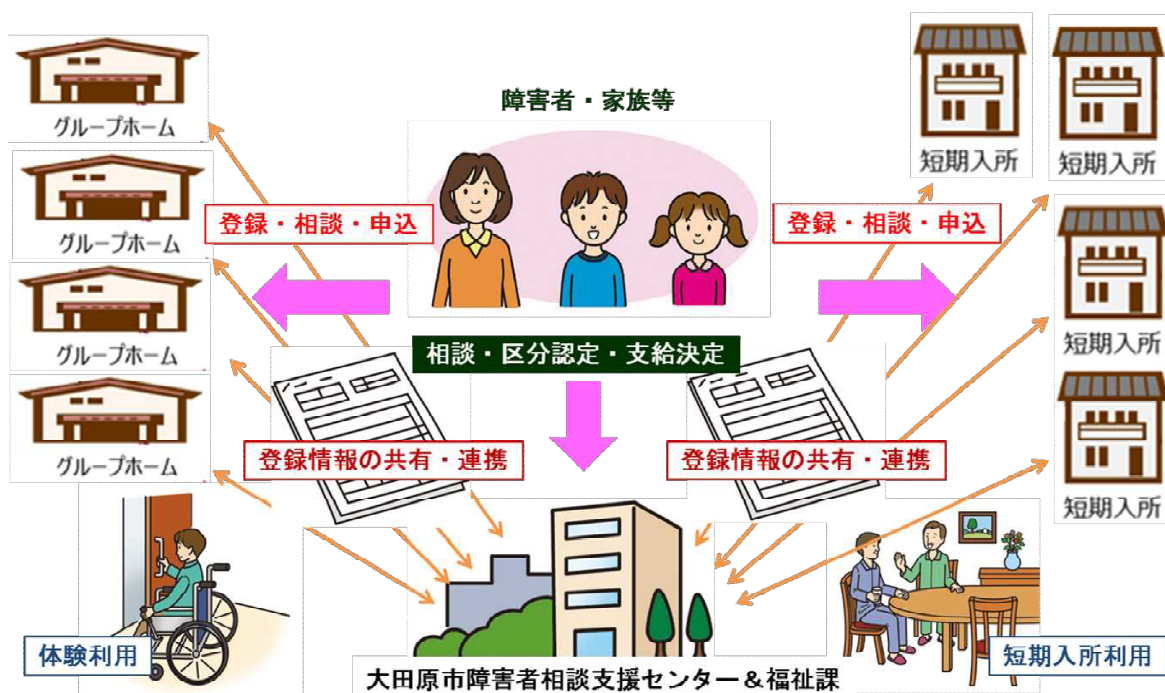 障害者・家族等
グループホーム
短期入所
短期入所
登録・相談・申込
登録・相談・申込
グループホーム
グループホーム
短期入所
相談・区分認定・支給決定
グループホーム
登録情報の共有・連携
登録情報の共有・連携
短期入所
体験利用
短期入所利用
大田原市障害者相談支援センター&福祉課